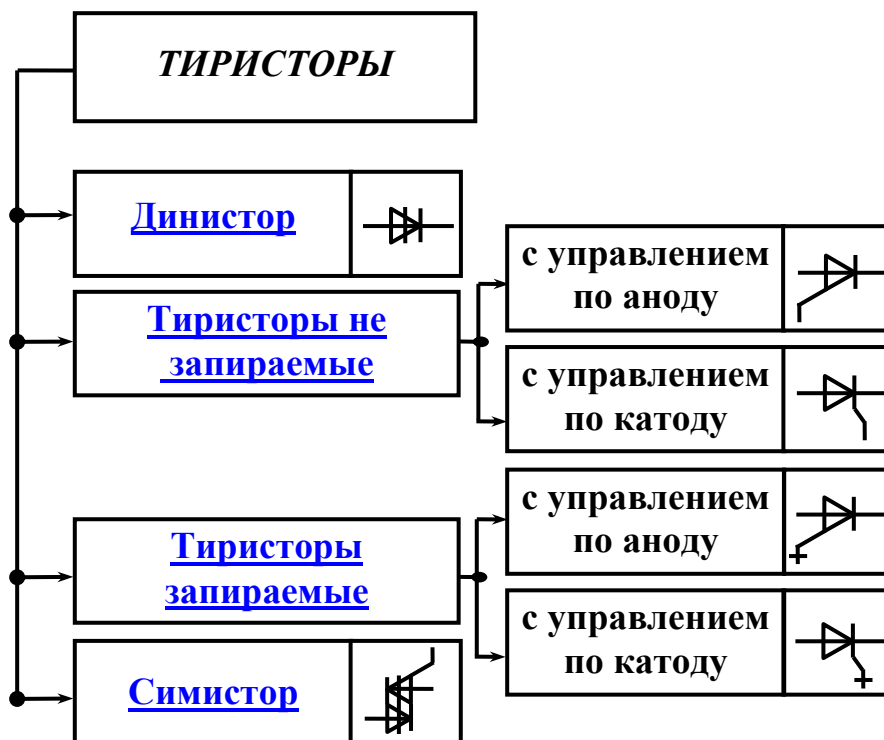 ТИРИСТОРЫ
Динистор
с управлением
по аноду
Тиристоры не
запираемые
с управлением
по катоду
с управлением
по аноду
Тиристоры
запираемые
с управлением
по катоду
Симистор